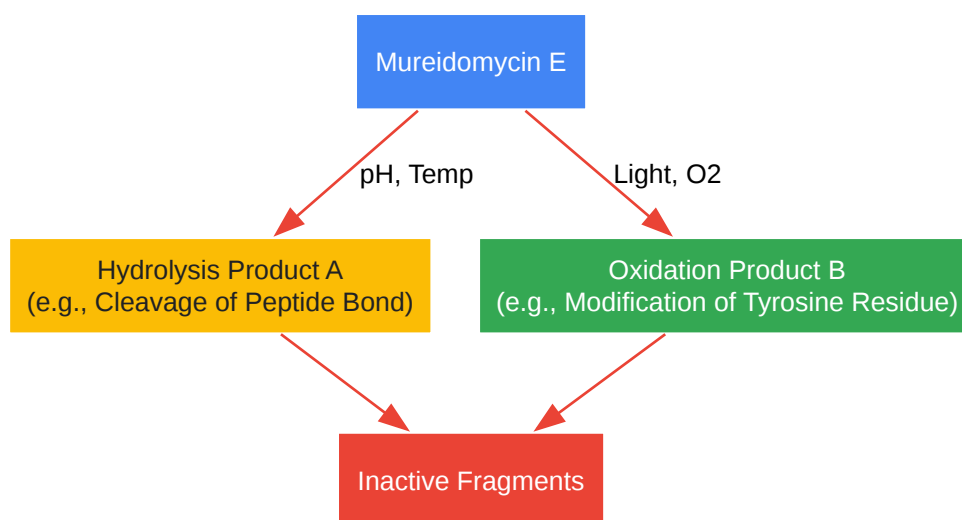 Mureidomycin E
pH, Temp
Light, O2
Hydrolysis Product A
(e.g., Cleavage of Peptide Bond)
Oxidation Product B
(e.g., Modification of Tyrosine Residue)
Inactive Fragments